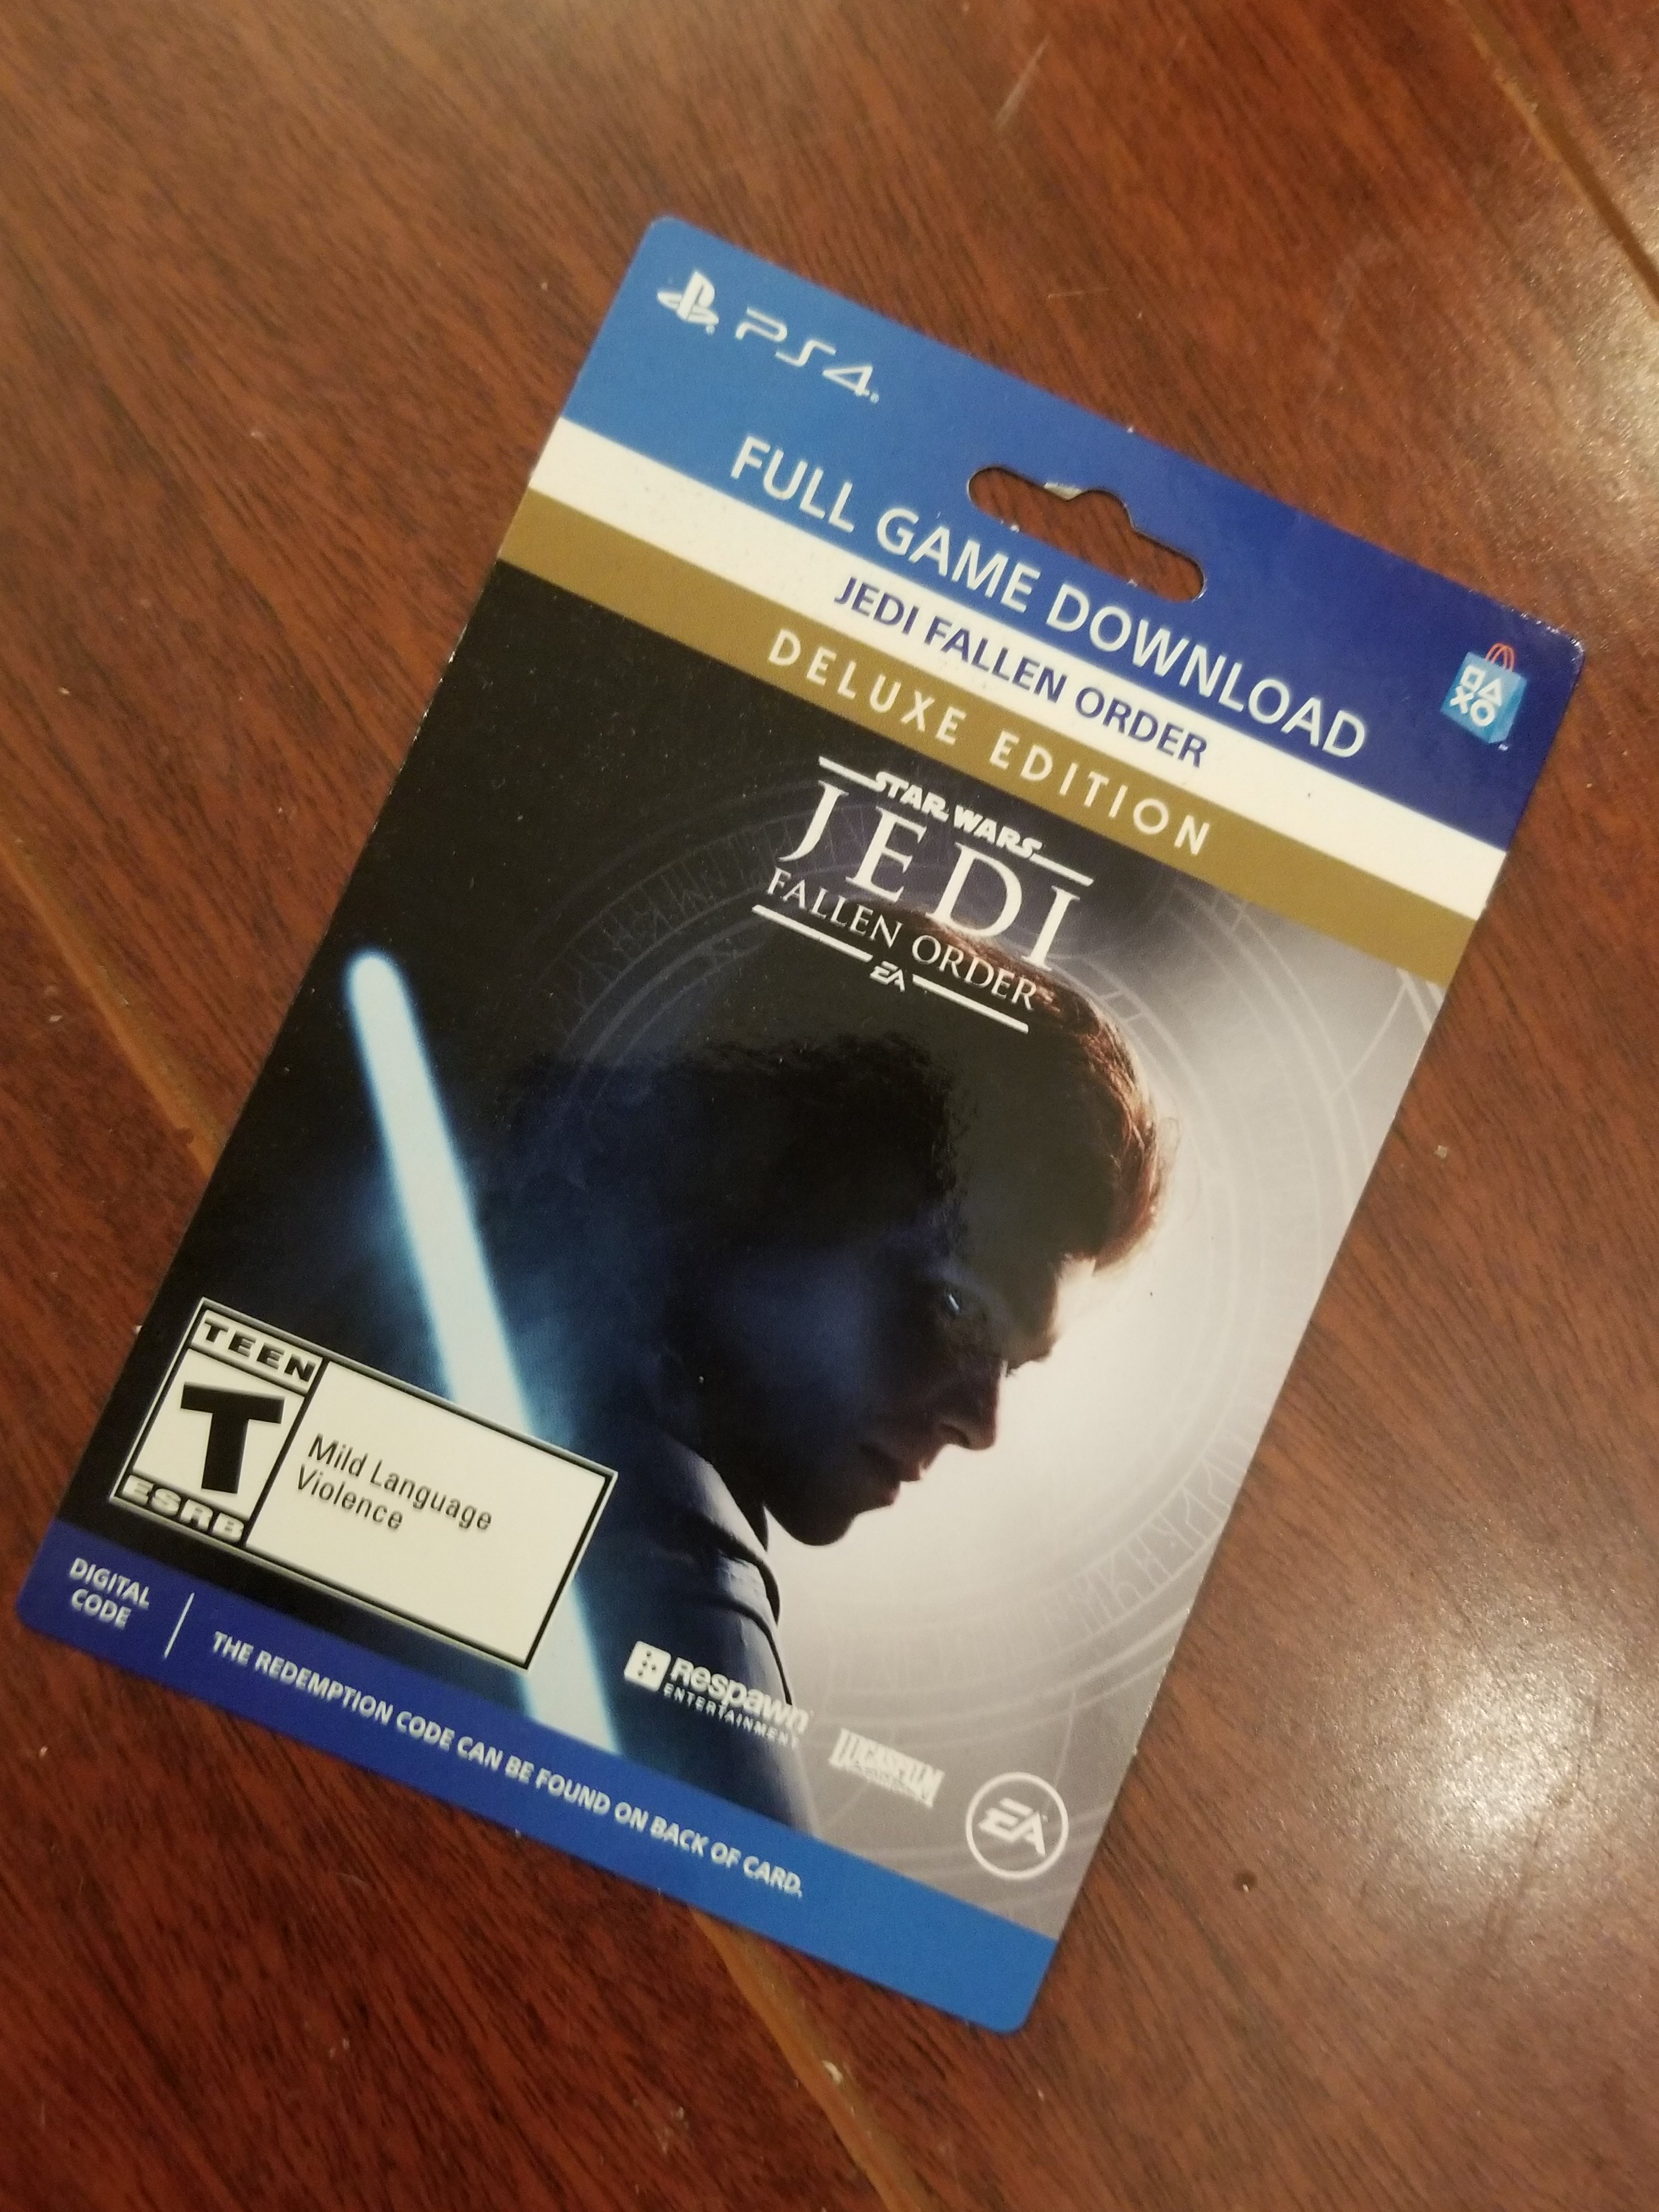 PS4
FULL GAME DOWNLOAD
JEDI FALLEN ORDER
DELUXE EDITION
STAR WARS
JEDI
FALLEN ORDER
EA
TEEN
T
ESRB
Mild Language
Violence
Respawn
ENTERTAINMENT
LUCASFILM
EA
DIGITAL
CODE
THE REDEMPTION CODE CAN BE FOUND ON BACK OF CARD.